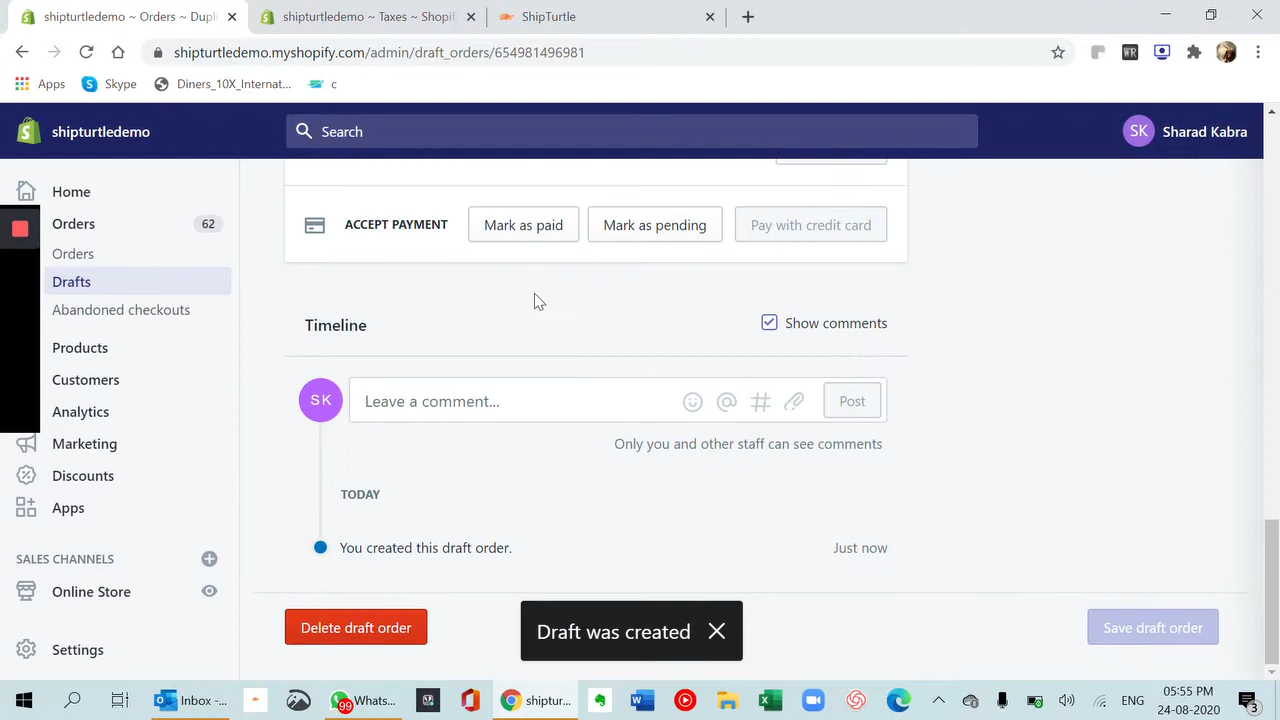 shipturtledemo ~ Orders ~ Dupli
shipturtledemo ~ Taxes ~ Shopif
ShipTurtle
shipturtledemo.myshopify.com/admin/draft_orders/654981496981
WR
Apps
Skype
Diners_10X_Internat...
c
shipturtledemo
Search
SK
Sharad Kabra
Home
Orders
62
Orders
Drafts
Abandoned checkouts
Products
Customers
Analytics
Marketing
Discounts
Apps
SALES CHANNELS
Online Store
Settings
ACCEPT PAYMENT
Mark as paid
Mark as pending
Pay with credit card
Timeline
Show comments
SK
Leave a comment...
Post
Only you and other staff can see comments
TODAY
You created this draft order.
Just now
Delete draft order
Draft was created
Save draft order
Inbox -...
99
Whats...
shiptur...
ENG
05:55 PM
24-08-2020
3